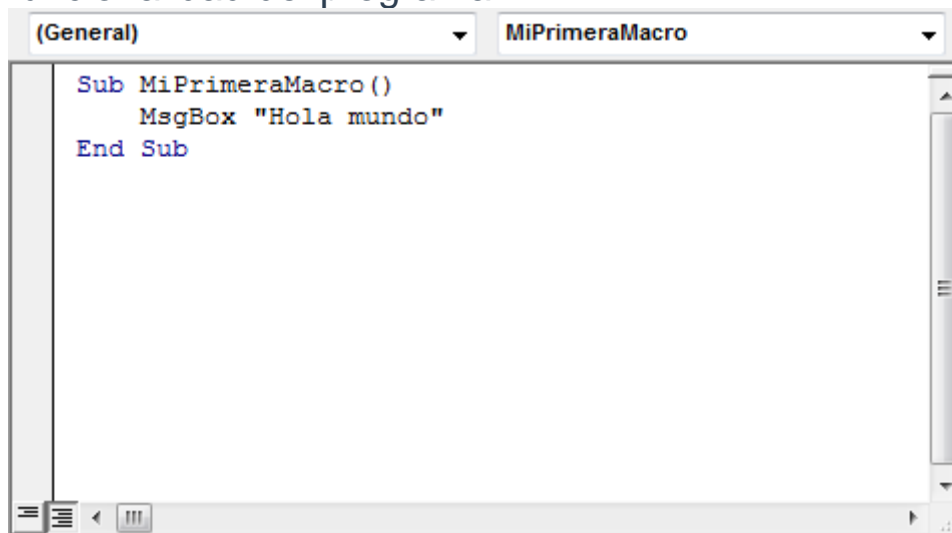 (General) MiPrimeraMacro
Sub MiPrimeraMacro()
MsgBox "Hola mundo"
End Sub